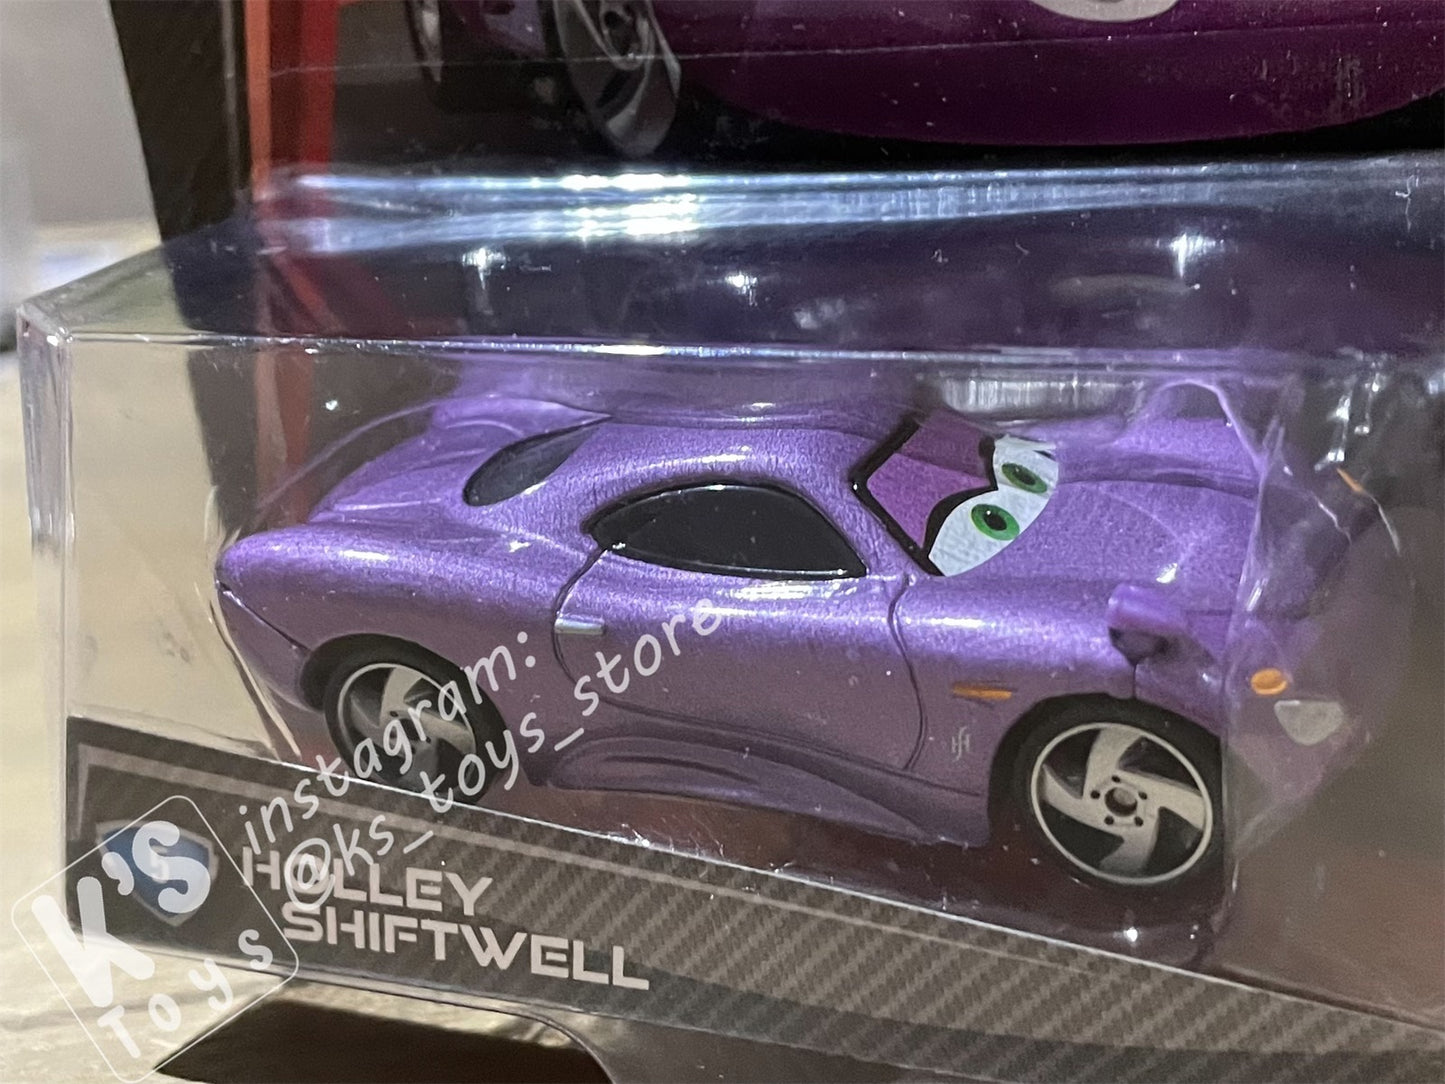 instagram:
@ks_toys_store
K's
Toys
HOLLEY
SHIFTWELL